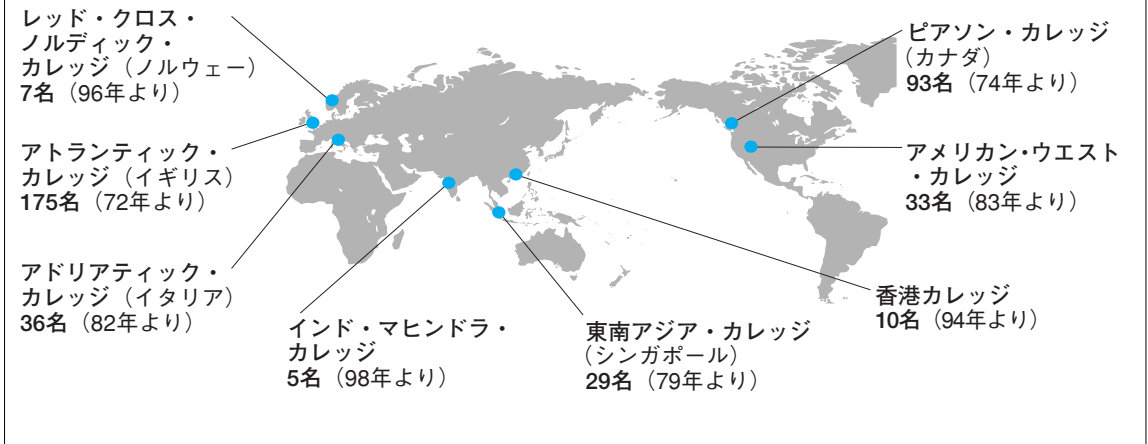 レッド・クロス・
ノルディック・
カレッジ（ノルウェー）
7名（96年より）
アトランティック・
カレッジ（イギリス）
175名（72年より）
アドリアティック・
カレッジ（イタリア）
36名（82年より）
インド・マヒンドラ・
カレッジ
5名（98年より）
東南アジア・カレッジ
（シンガポール）
29名（79年より）
香港カレッジ
10名（94年より）
アメリカン・ウエスト
・カレッジ
33名（83年より）
ピアソン・カレッジ
（カナダ）
93名（74年より）